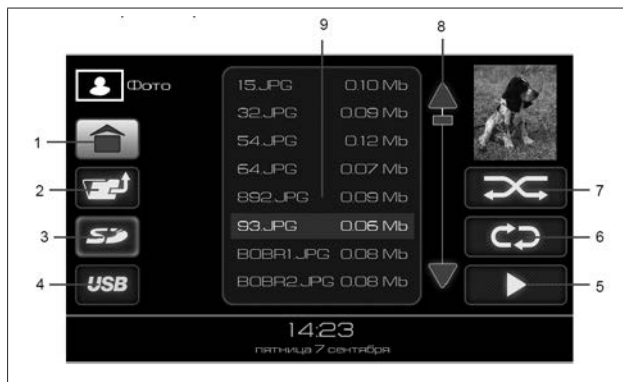 9
8
Фото
15.JPG 0.10 Mb
32.JPG 0.09 Mb
1
54.JPG 0.12 Mb
64.JPG 0.07 Mb
2
892.JPG 0.09 Mb
7
3
SD
93.JPG 0.06 Mb
6
BOBR1.JPG 0.08 Mb
4
USB
BOBR2.JPG 0.08 Mb
5
14:23
пятница 7 сентября